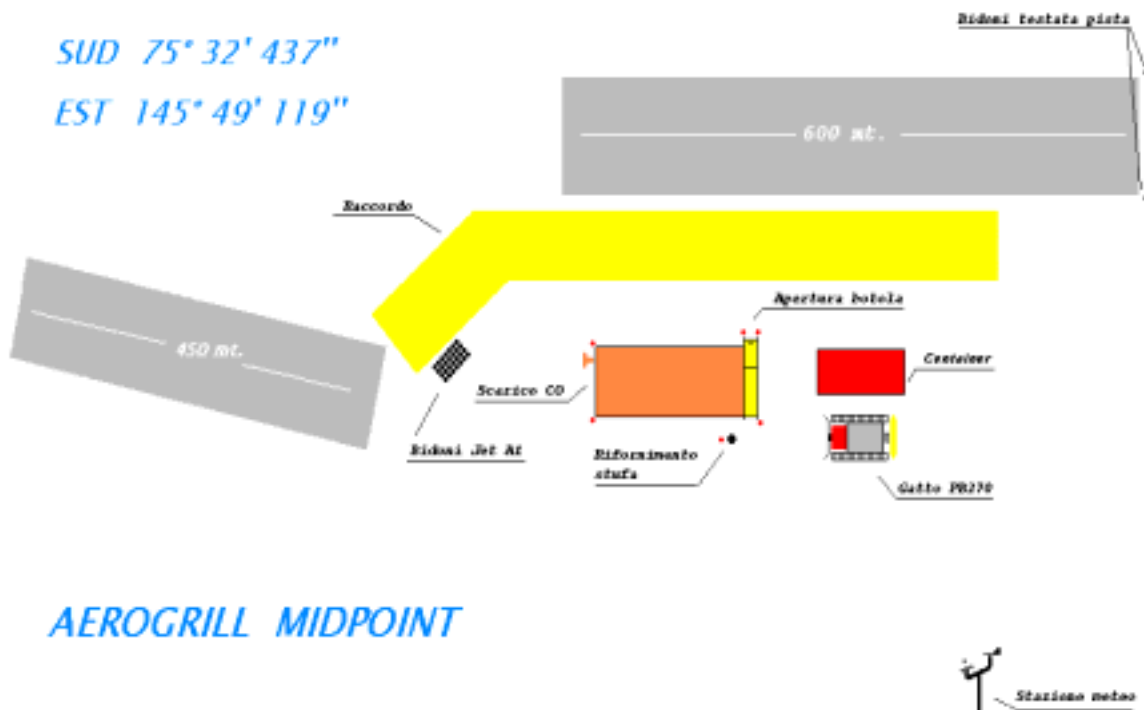 Bidoni testata pista
SUD 75° 32' 437"
EST 145° 49' 119"
600 mt.
Raccordo
450 mt.
Apertura botola
Container
Scarico CO
Bidoni Jet A1
Rifornimento
stufa
Gatto PB270
AEROGRILL MIDPOINT
Stazione meteo